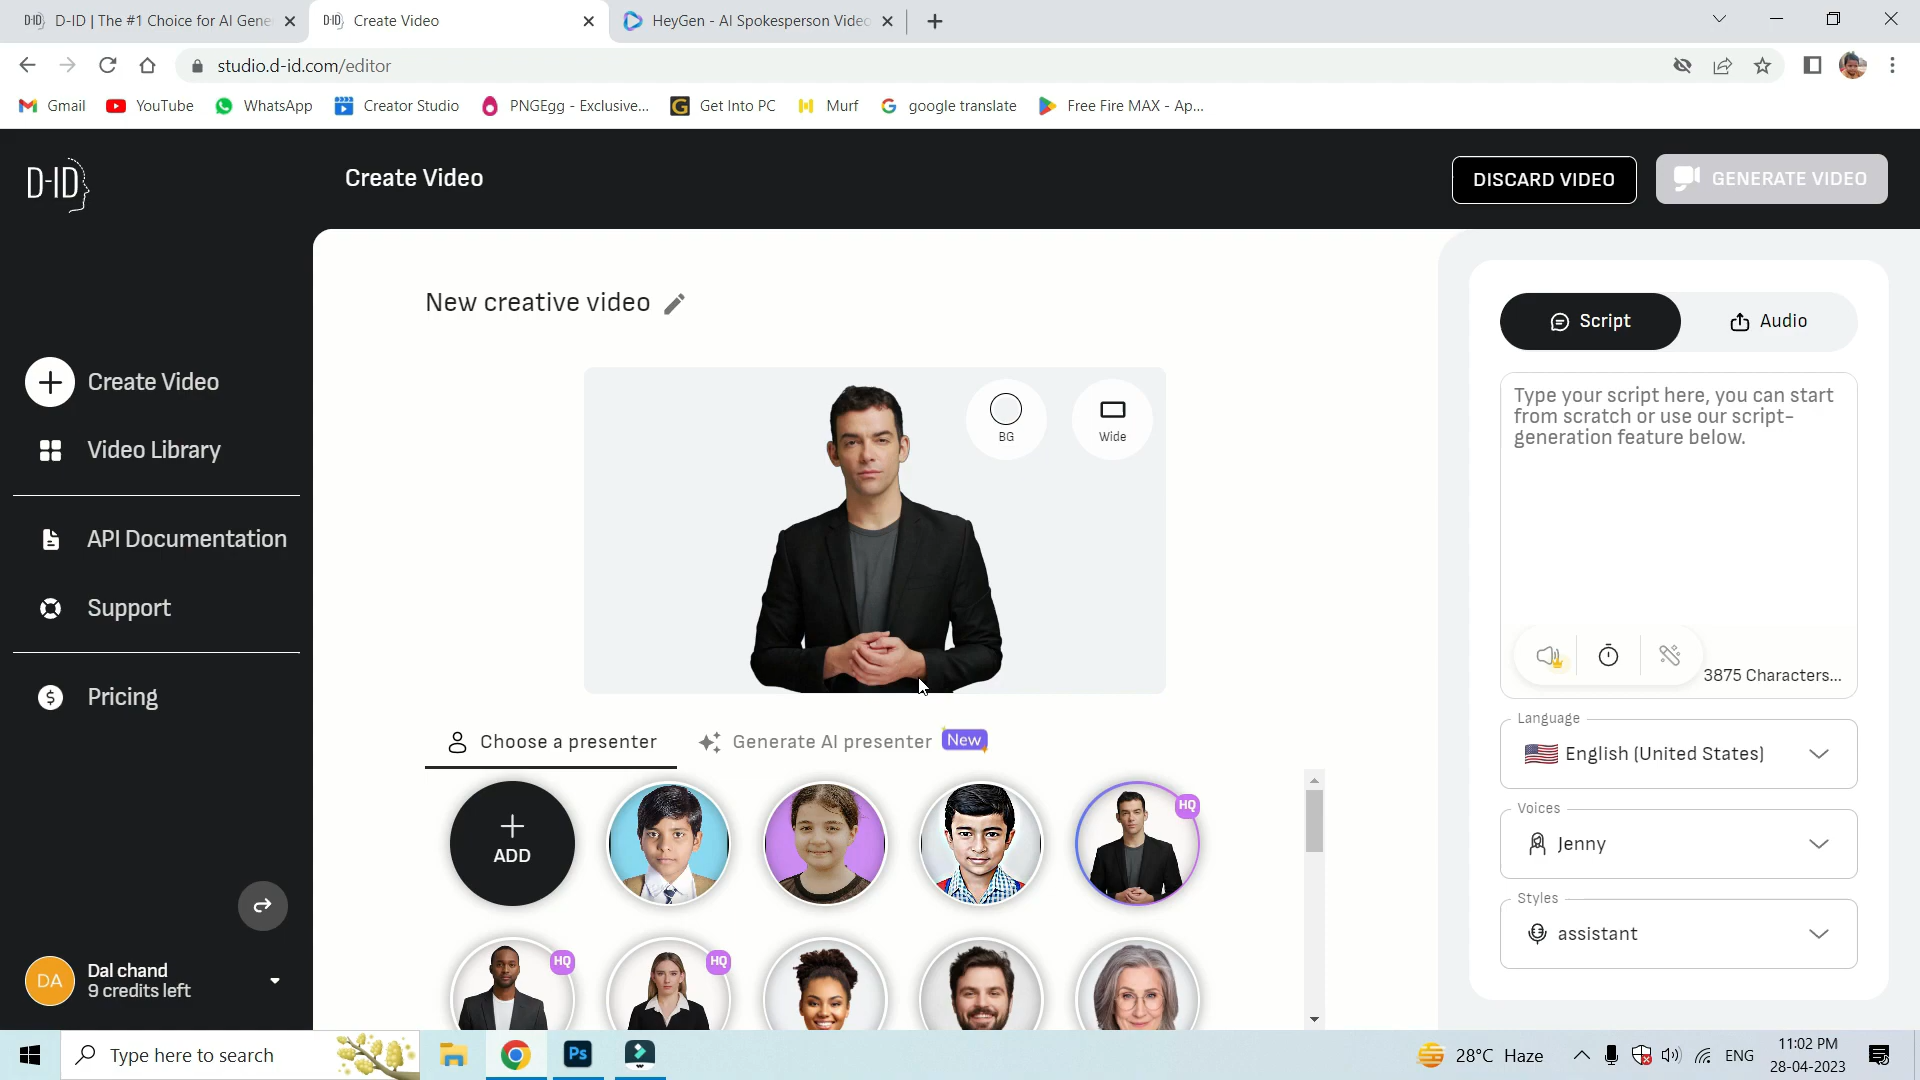 D-ID | The #1 Choice for AI Gene
Create Video
HeyGen - AI Spokesperson Video
studio.d-id.com/editor
Gmail
YouTube
WhatsApp
Creator Studio
PNGEgg - Exclusive...
Get Into PC
Murf
google translate
Free Fire MAX - Ap...
D-ID
Create Video
DISCARD VIDEO
GENERATE VIDEO
Create Video
Video Library
API Documentation
Support
Pricing
DA
Dal chand
9 credits left
New creative video
BG
Wide
Choose a presenter
Generate AI presenter
New
ADD
HQ
HQ
HQ
Script
Audio
Type your script here, you can start
from scratch or use our script-
generation feature below.
3875 Characters...
Language
English (United States)
Voices
Jenny
Styles
assistant
Type here to search
Ps
28°C Haze
ENG
11:02 PM
28-04-2023